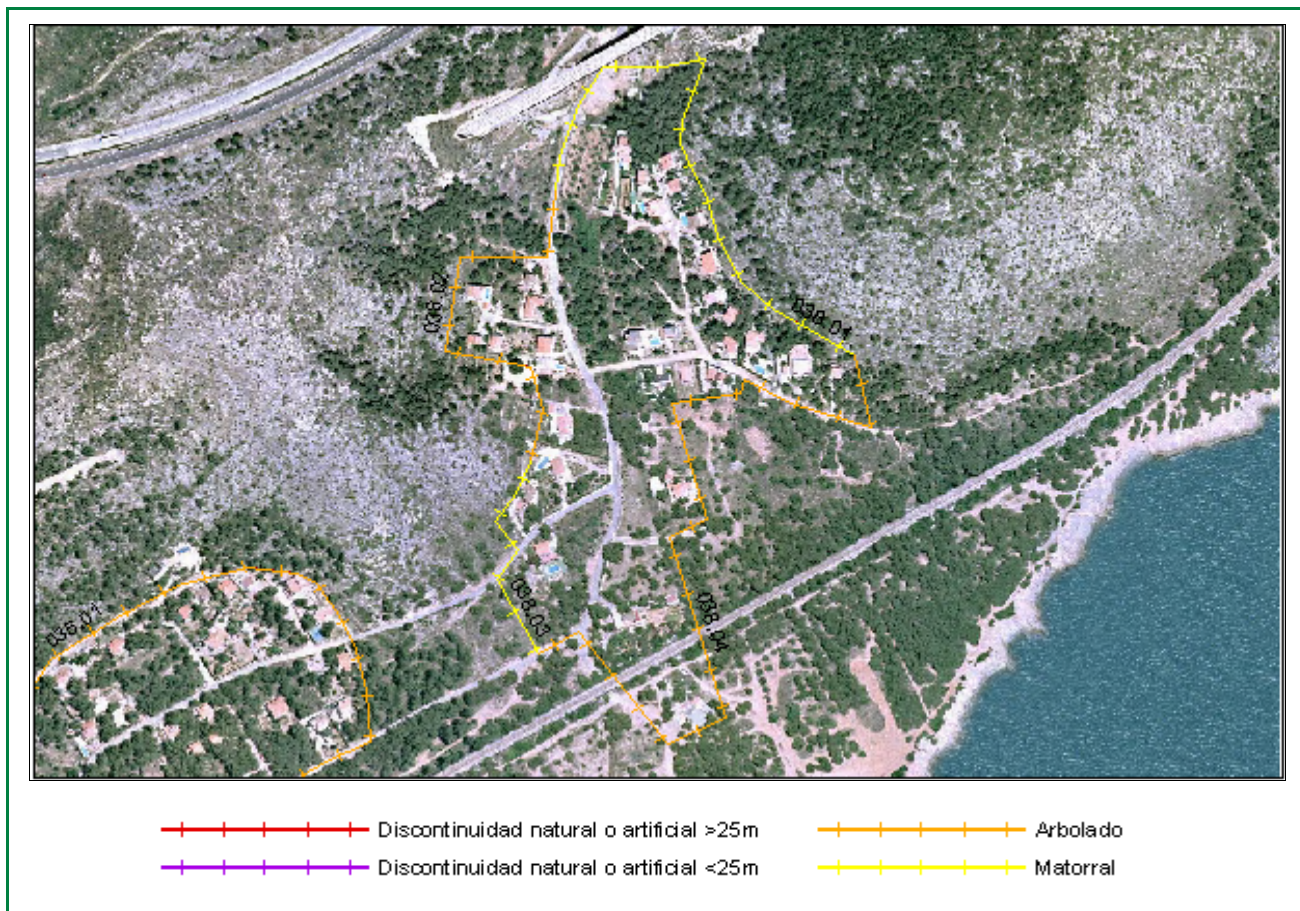 038.02
038.01
036.01
038.03
038.04
Discontinuidad natural o artificial >25m
Arbolado
Discontinuidad natural o artificial <25m
Matorral